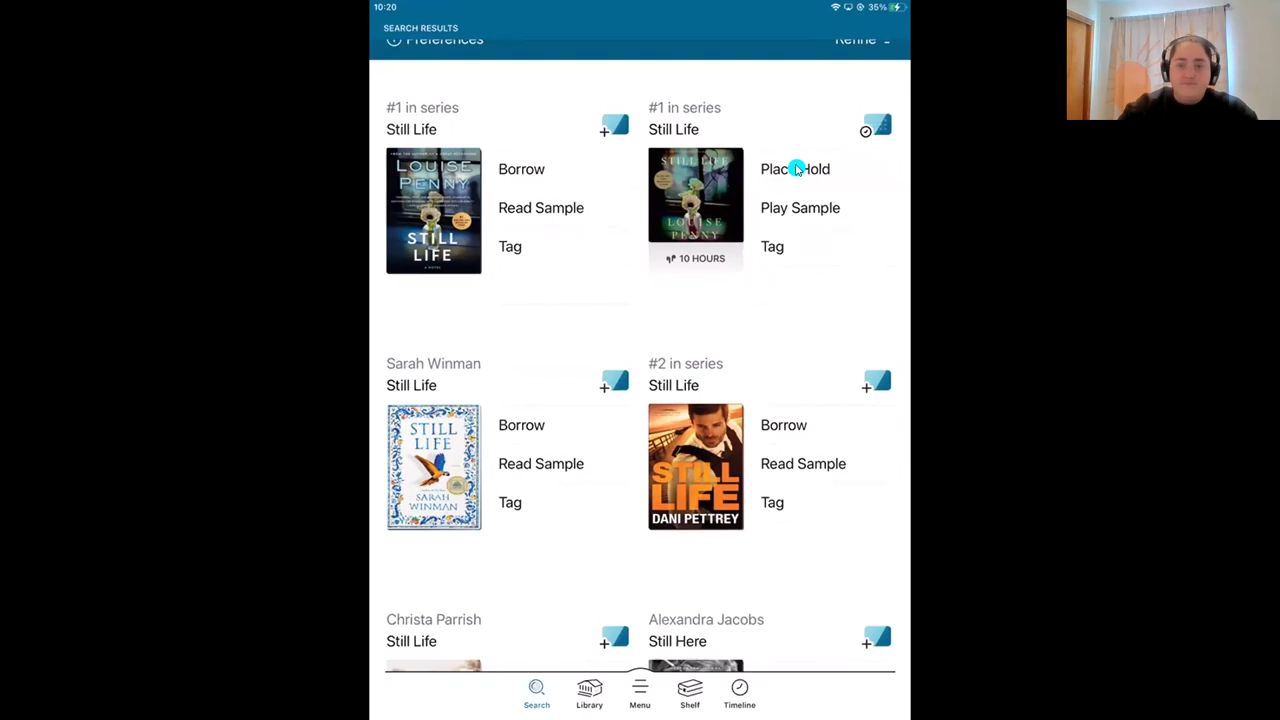 10:20
35%
SEARCH RESULTS
Preferences
Refine
#1 in series
Still Life
LOUISE
PENNY
STILL
LIFE
A NOVEL
Borrow
Read Sample
Tag
#1 in series
Still Life
STILL LIFE
LOUISE
PENNY
10 HOURS
Place Hold
Play Sample
Tag
Sarah Winman
Still Life
STILL
LIFE
SARAH
WINMAN
Borrow
Read Sample
Tag
#2 in series
Still Life
STILL
LIFE
DANI PETTREY
Borrow
Read Sample
Tag
Christa Parrish
Still Life
Alexandra Jacobs
Still Here
Search
Library
Menu
Shelf
Timeline